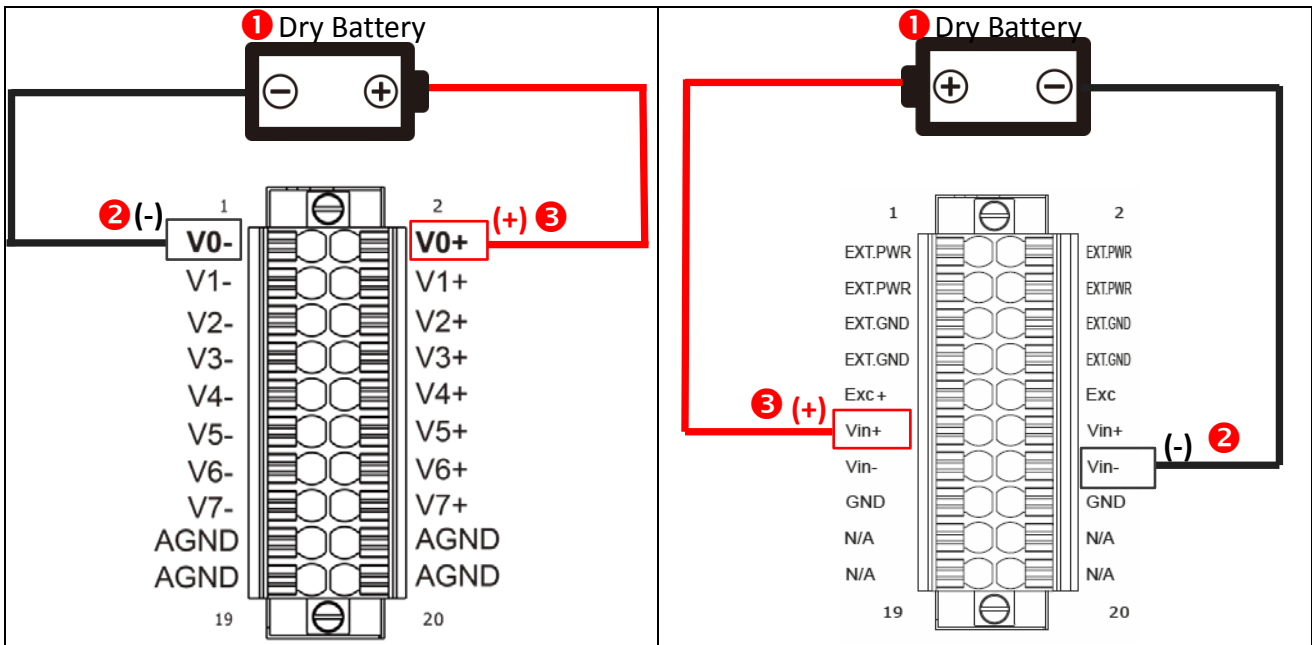 ❶ Dry Battery
− +
❷ (-) 1 2 (+) ❸
V0- V0+
V1- V1+
V2- V2+
V3- V3+
V4- V4+
V5- V5+
V6- V6+
V7- V7+
AGND AGND
AGND AGND
19 20
❶ Dry Battery
+ −
1 2
EXT.PWR EXT.PWR
EXT.PWR EXT.PWR
EXT.GND EXT.GND
EXT.GND EXT.GND
Exc+ Exc
❸ (+) Vin+ Vin+
Vin- Vin- (-) ❷
GND GND
N/A N/A
N/A N/A
19 20